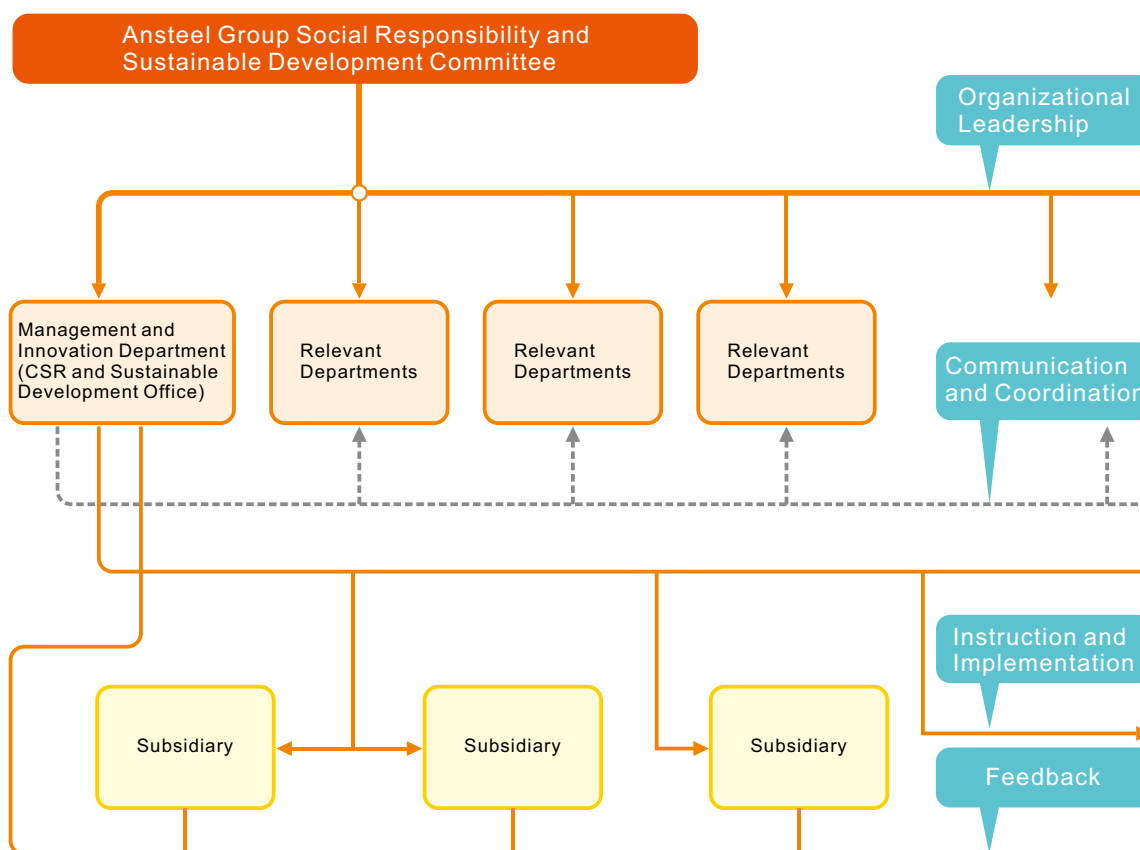 Ansteel Group Social Responsibility and
Sustainable Development Committee
Organizational
Leadership
Management and
Innovation Department
(CSR and Sustainable
Development Office)
Relevant
Departments
Relevant
Departments
Relevant
Departments
Communication
and Coordination
Instruction and
Implementation
Subsidiary
Subsidiary
Subsidiary
Feedback